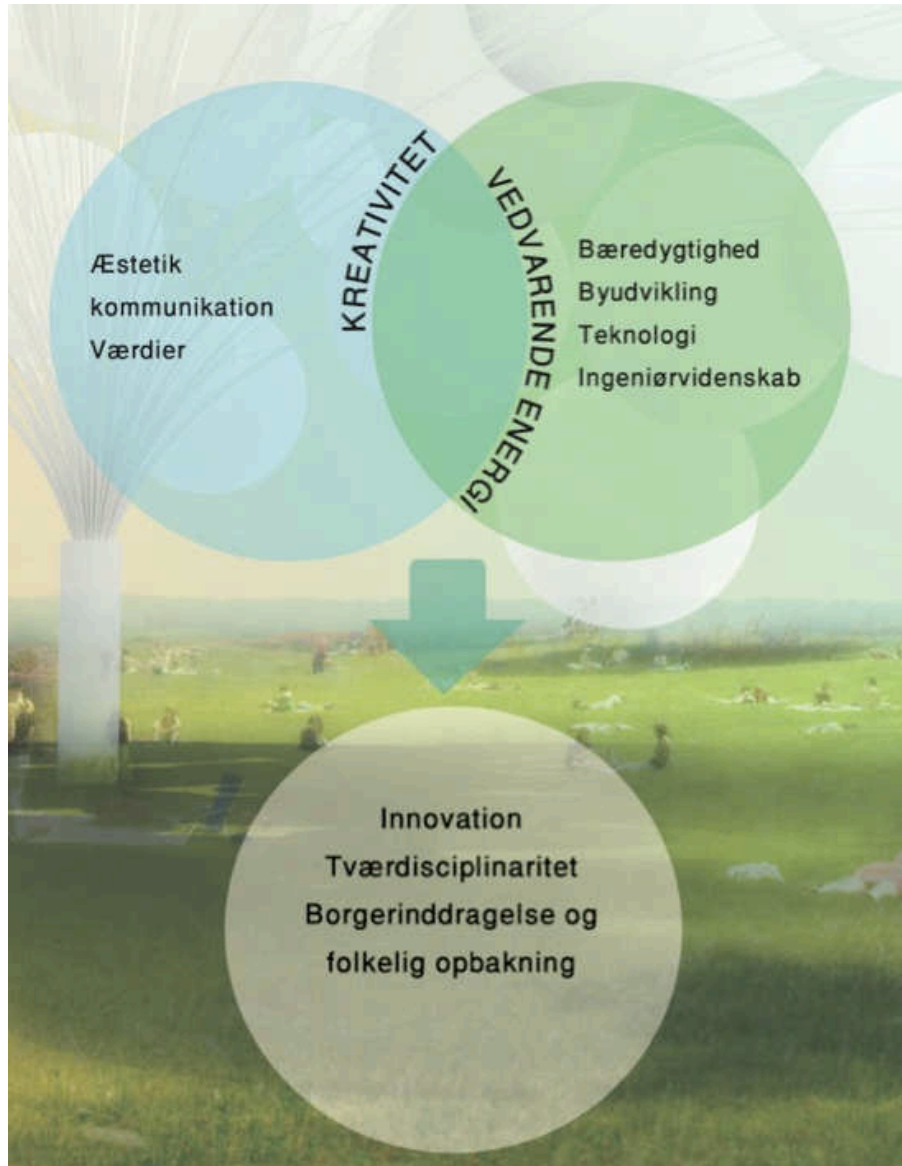 KREATIVITET
Æstetik
kommunikation
Værdier
VEDVARENDE ENERGI
Bæredygtighed
Byudvikling
Teknologi
Ingeniørvidenskab
Innovation
Tværdisciplinaritet
Borgerinddragelse og
folkelig opbakning